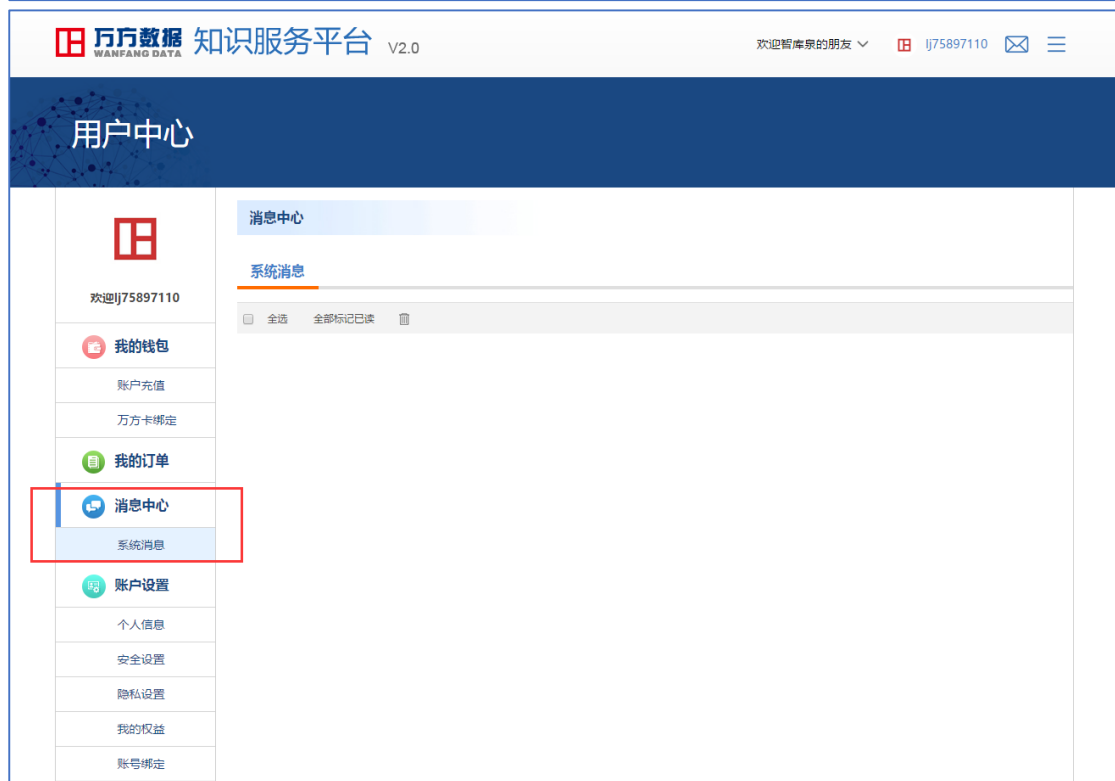 万方数据 WANFANG DATA 知识服务平台 V2.0 欢迎智库泉的朋友 lj75897110
用户中心
欢迎lj75897110
我的钱包
账户充值
万方卡绑定
我的订单
消息中心
系统消息
账户设置
个人信息
安全设置
隐私设置
我的权益
账号绑定
消息中心
系统消息
全选 全部标记已读